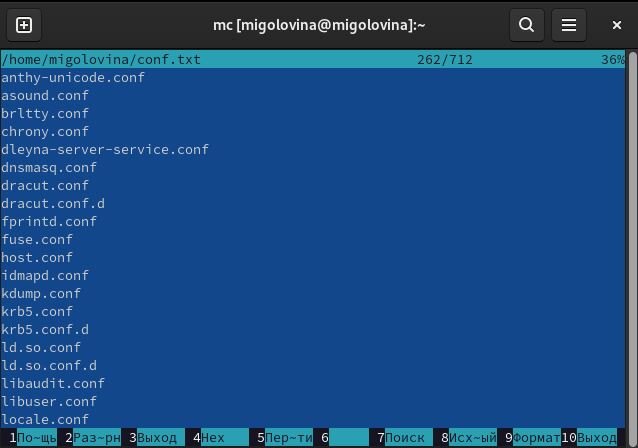 mc [migolovina@migolovina]:~
/home/migolovina/conf.txt 262/712 36%
anthy-unicode.conf
asound.conf
brltty.conf
chrony.conf
dleyna-server-service.conf
dnsmasq.conf
dracut.conf
dracut.conf.d
fprintd.conf
fuse.conf
host.conf
idmapd.conf
kdump.conf
krb5.conf
krb5.conf.d
ld.so.conf
ld.so.conf.d
libaudit.conf
libuser.conf
locale.conf
1По~щь 2Раз~рн 3Выход 4Hex 5Пер~ти 6 7Поиск 8Исх~ый 9Формат 10Выход